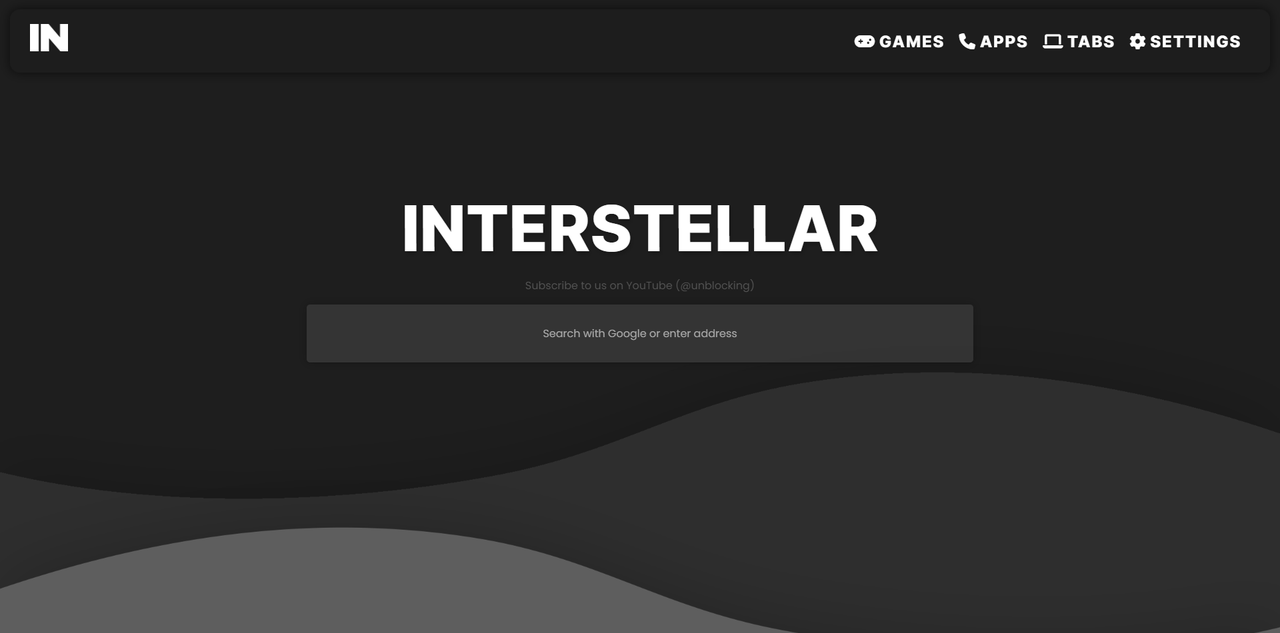 IN
GAMES APPS TABS SETTINGS
INTERSTELLAR
Subscribe to us on YouTube (@unblocking)
Search with Google or enter address